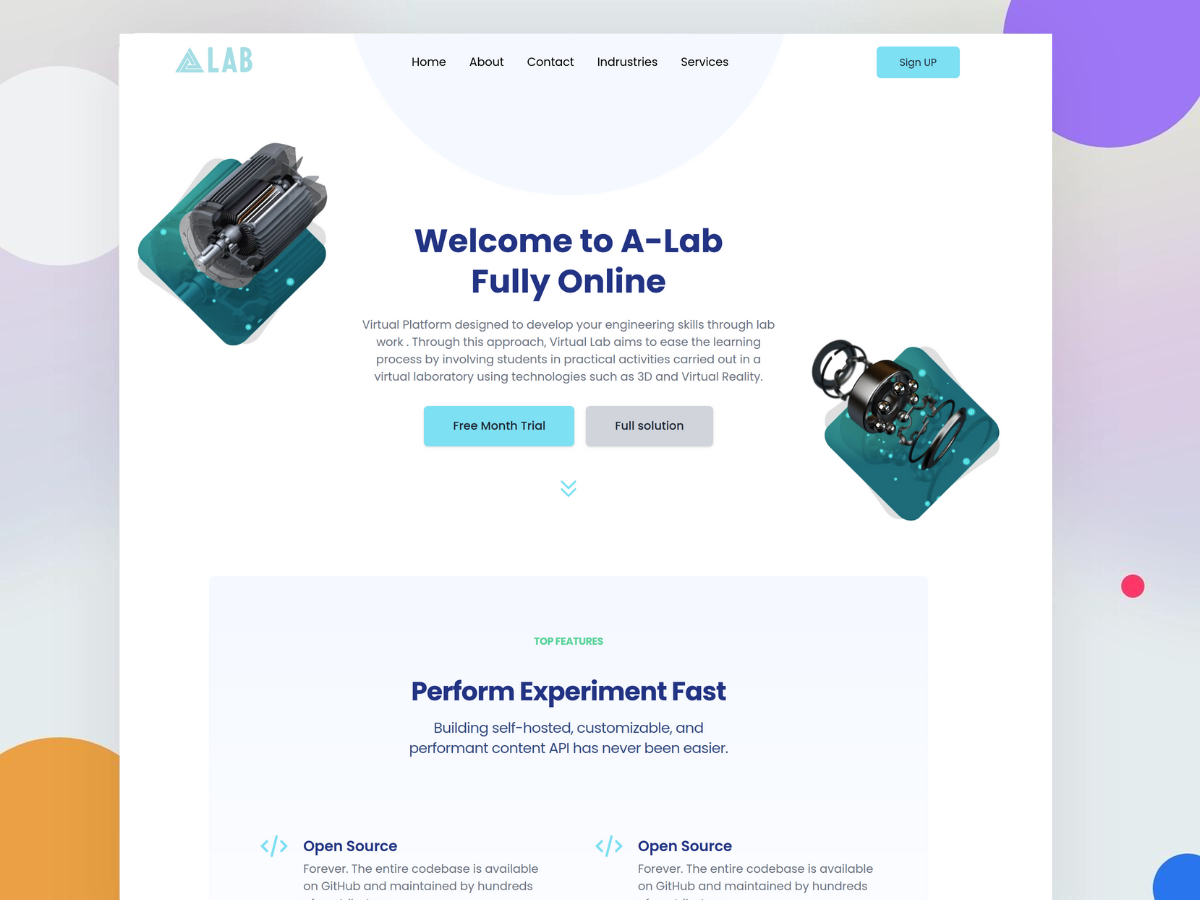 LAB
Home About Contact Indrustries Services
Sign UP
Welcome to A-Lab
Fully Online
Virtual Platform designed to develop your engineering skills through lab
work . Through this approach, Virtual Lab aims to ease the learning
process by involving students in practical activities carried out in a
virtual laboratory using technologies such as 3D and Virtual Reality.
Free Month Trial
Full solution
TOP FEATURES
Perform Experiment Fast
Building self-hosted, customizable, and
performant content API has never been easier.
Open Source
Forever. The entire codebase is available
on GitHub and maintained by hundreds
Open Source
Forever. The entire codebase is available
on GitHub and maintained by hundreds